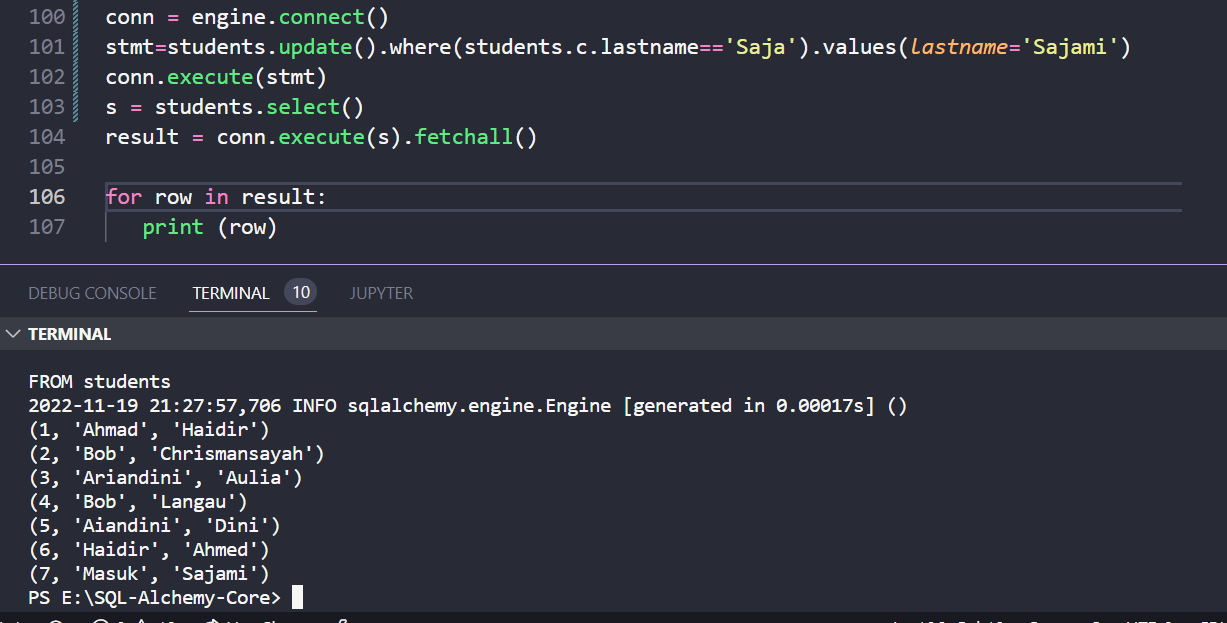 100 conn = engine.connect()
101 stmt=students.update().where(students.c.lastname=='Saja').values(lastname='Sajami')
102 conn.execute(stmt)
103 s = students.select()
104 result = conn.execute(s).fetchall()
105
106 for row in result:
107 print (row)
DEBUG CONSOLE TERMINAL 10 JUPYTER
TERMINAL
FROM students
2022-11-19 21:27:57,706 INFO sqlalchemy.engine.Engine [generated in 0.00017s] ()
(1, 'Ahmad', 'Haidir')
(2, 'Bob', 'Chrismansayah')
(3, 'Ariandini', 'Aulia')
(4, 'Bob', 'Langau')
(5, 'Aiandini', 'Dini')
(6, 'Haidir', 'Ahmed')
(7, 'Masuk', 'Sajami')
PS E:\SQL-Alchemy-Core>